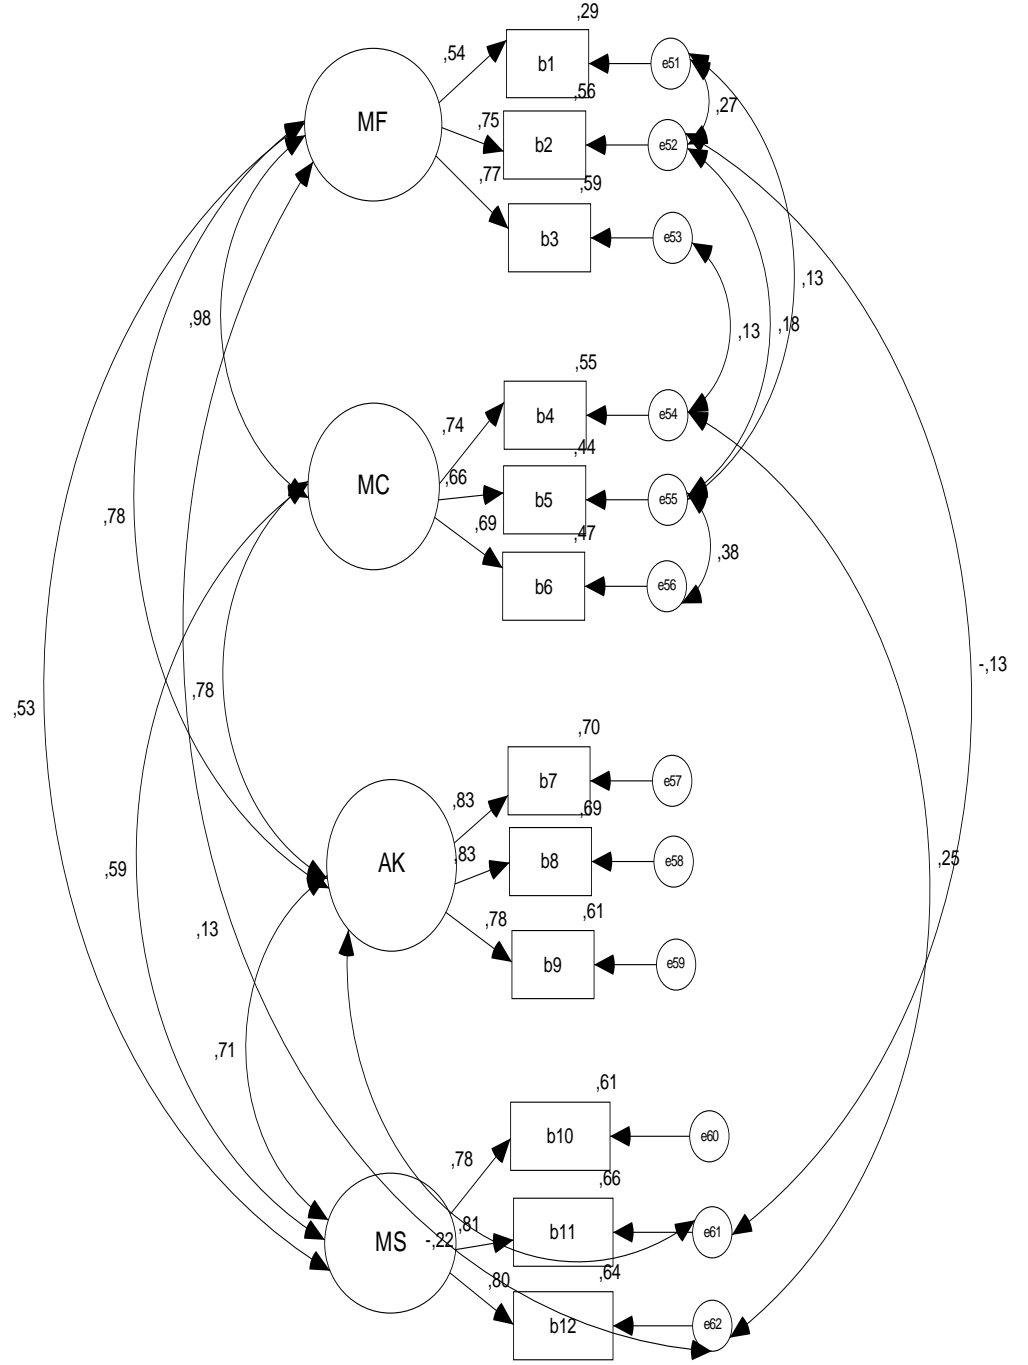 ,29
,54
b1
e51
,56
MF
,75
b2
e52
,27
,77
,59
b3
e53
,13
,98
,13
,18
,55
,74
b4
e54
,44
MC
,66
b5
e55
,78
,69
,47
,38
b6
e56
-,13
,53
,78
,70
,83
b7
e57
,69
AK
,83
b8
e58
,25
,59
,78
,61
,13
b9
e59
,71
,61
b10
e60
,78
,66
MS
-,22
,81
b11
e61
,80
,64
b12
e62